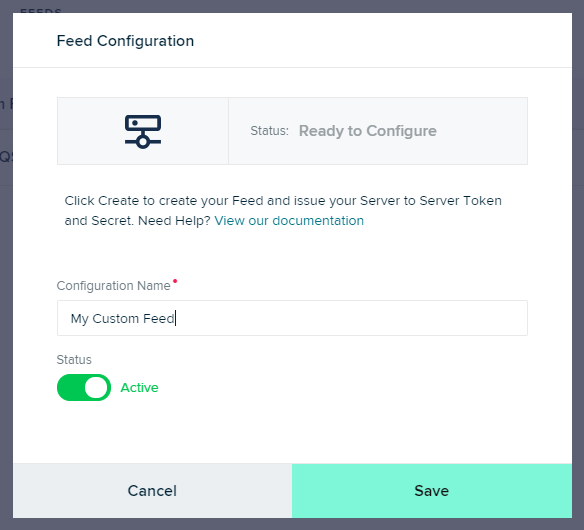 FEEDS
Feed Configuration
Status: Ready to Configure
Click Create to create your Feed and issue your Server to Server Token
and Secret. Need Help? View our documentation
Configuration Name*
My Custom Feed
Status
Active
Cancel Save